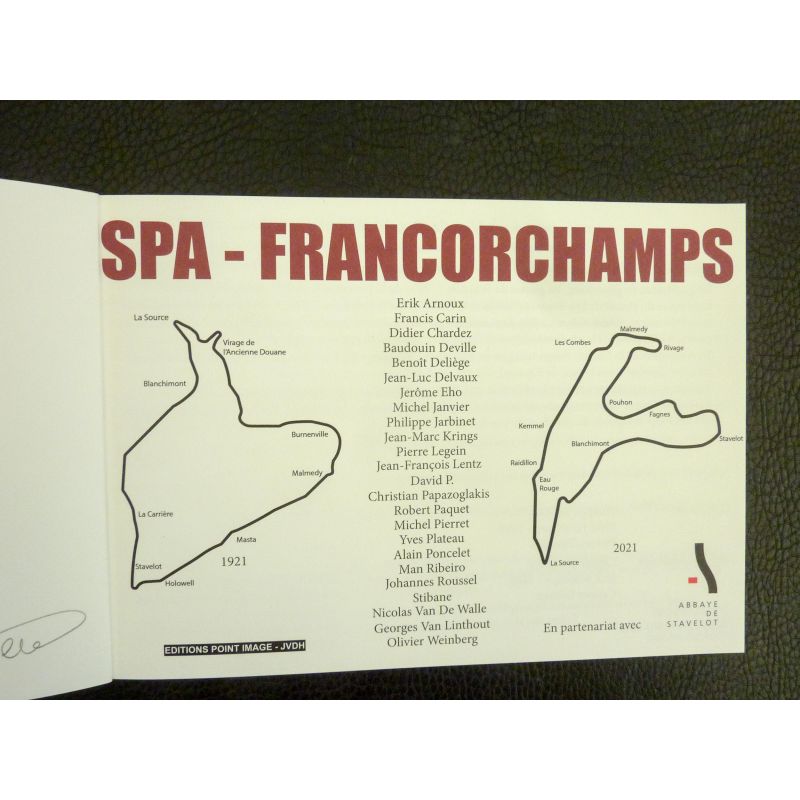 SPA - FRANCORCHAMPS
La Source
Virage de
l'Ancienne Douane
Blanchimont
Burnenville
Malmedy
La Carrière
Masta
1921
Stavelot
Holowell
EDITIONS POINT IMAGE - JVDH
Erik Arnoux
Francis Carin
Didier Chardez
Baudouin Deville
Benoît Deliège
Jean-Luc Delvaux
Jerôme Eho
Michel Janvier
Philippe Jarbinet
Jean-Marc Krings
Pierre Legein
Jean-François Lentz
David P.
Christian Papazoglakis
Robert Paquet
Michel Pierret
Yves Plateau
Alain Poncelet
Man Ribeiro
Johannes Roussel
Stibane
Nicolas Van De Walle
Georges Van Linthout
Olivier Weinberg
Malmedy
Les Combes
Rivage
Pouhon
Fagnes
Kemmel
Stavelot
Blanchimont
Raidillon
Eau
Rouge
2021
La Source
En partenariat avec
ABBAYE
DE
STAVELOT